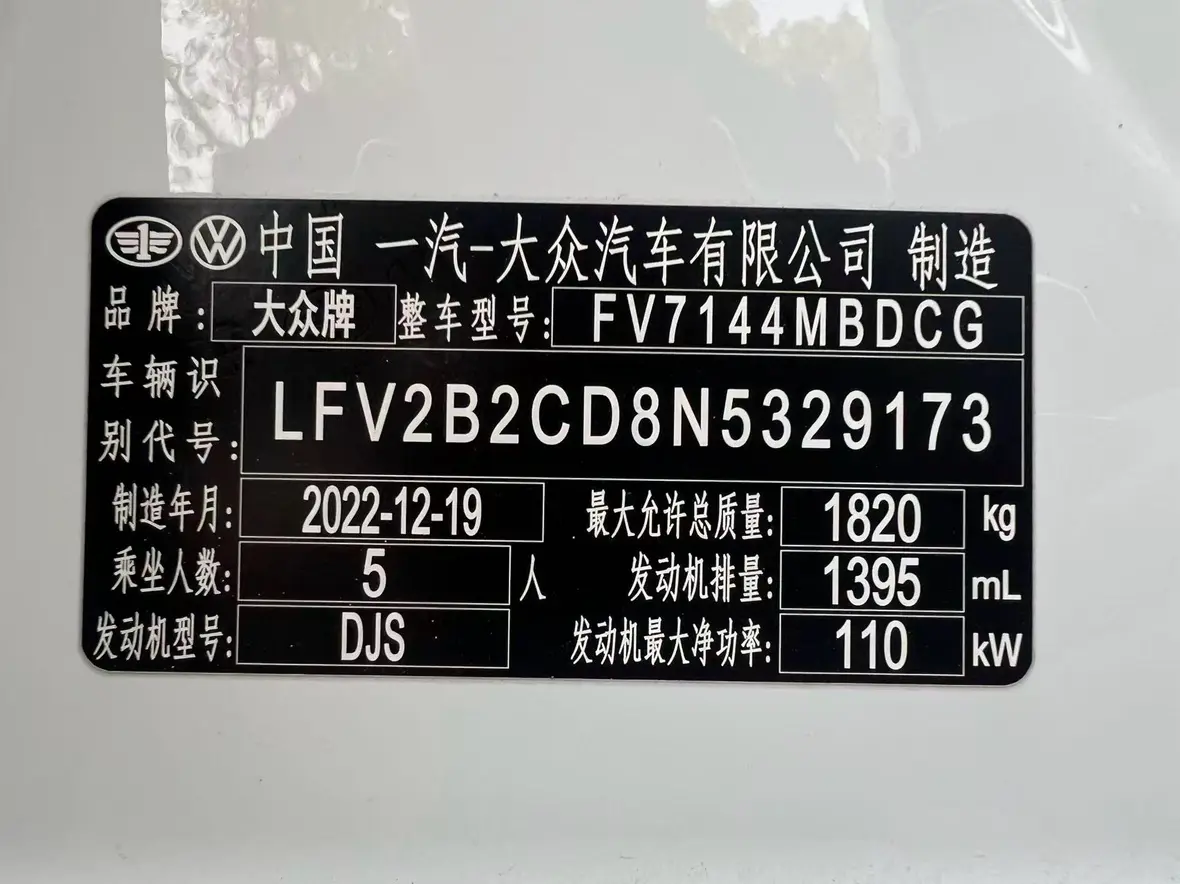 中国 一汽-大众汽车有限公司 制造
品牌: 大众牌 整车型号: FV7144MBDCG
车辆识
别代号: LFV2B2CD8N5329173
制造年月: 2022-12-19 最大允许总质量: 1820 kg
乘坐人数: 5 人 发动机排量: 1395 mL
发动机型号: DJS 发动机最大净功率: 110 kW